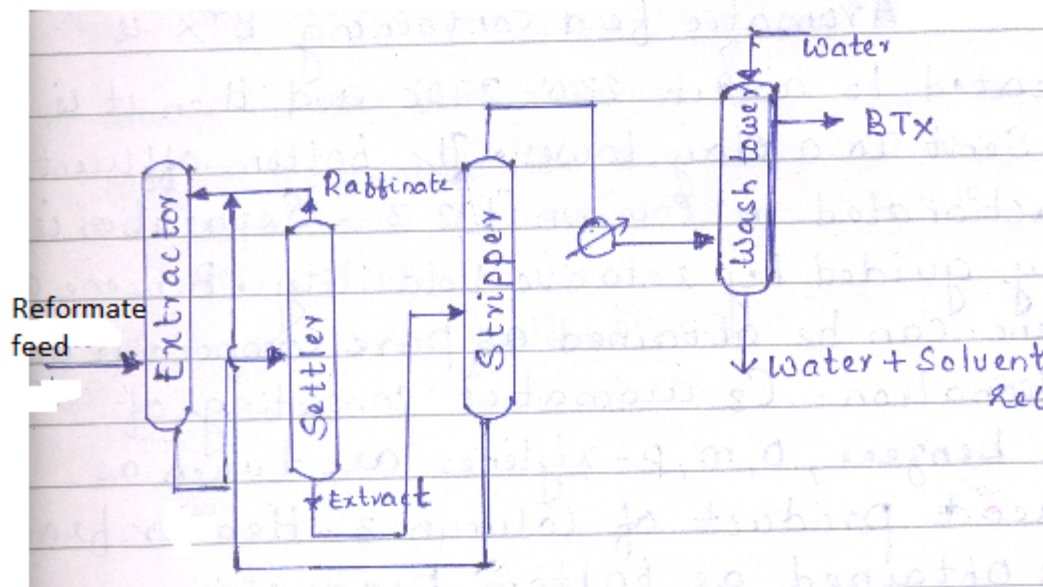 Water
Wash tower
BTx
Raffinate
Extractor
Stripper
Reformate
feed
Settler
Water + Solvent
Extract